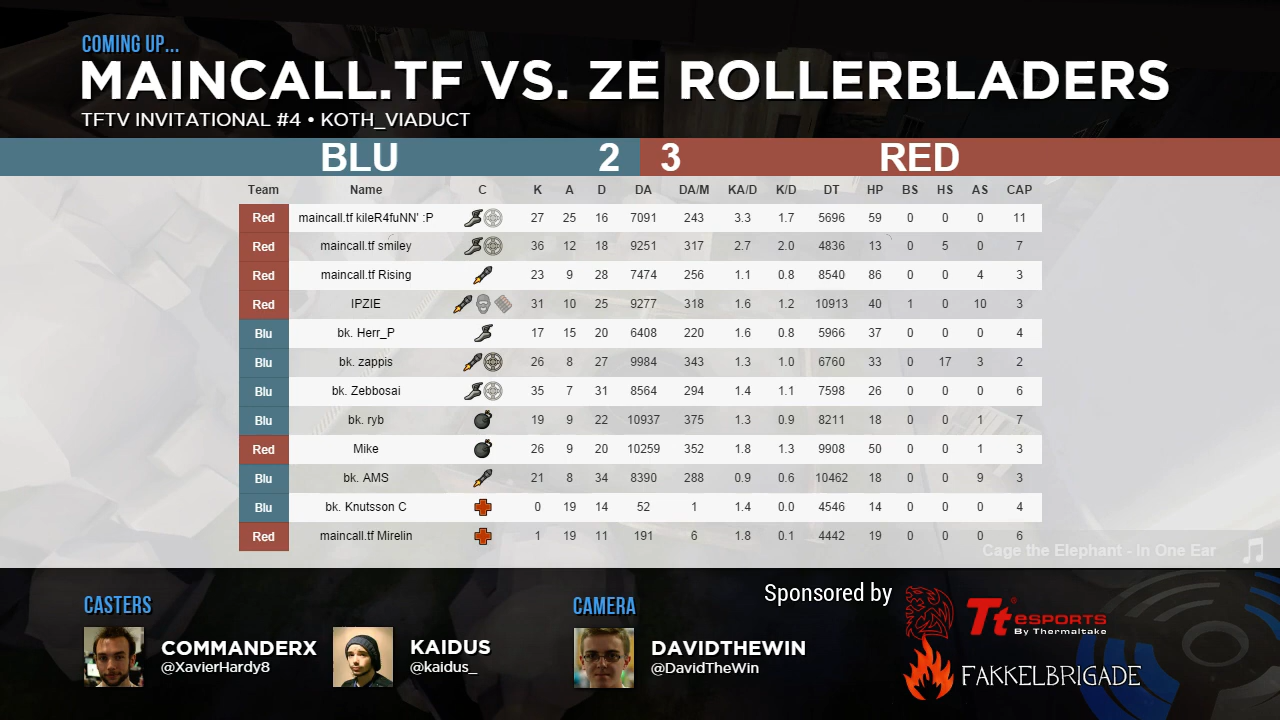 COMING UP...
MAINCALL.TF VS. ZE ROLLERBLADERS
TFTV INVITATIONAL #4 • KOTH_VIADUCT
BLU 2 3 RED
Team Name C K A D DA DA/M KA/D K/D DT HP BS HS AS CAP
Red maincall.tf kileR4fuNN' :P 27 25 16 7091 243 3.3 1.7 5696 59 0 0 0 11
Red maincall.tf smiley 36 12 18 9251 317 2.7 2.0 4836 13 0 5 0 7
Red maincall.tf Rising 23 9 28 7474 256 1.1 0.8 8540 86 0 0 4 3
Red IPZIE 31 10 25 9277 318 1.6 1.2 10913 40 1 0 10 3
Blu bk. Herr_P 17 15 20 6408 220 1.6 0.8 5966 37 0 0 0 4
Blu bk. zappis 26 8 27 9984 343 1.3 1.0 6760 33 0 17 3 2
Blu bk. Zebbosai 35 7 31 8564 294 1.4 1.1 7598 26 0 0 0 6
Blu bk. ryb 19 9 22 10937 375 1.3 0.9 8211 18 0 0 1 7
Red Mike 26 9 20 10259 352 1.8 1.3 9908 50 0 0 1 3
Blu bk. AMS 21 8 34 8390 288 0.9 0.6 10462 18 0 0 9 3
Blu bk. Knutsson C 0 19 14 52 1 1.4 0.0 4546 14 0 0 0 4
Red maincall.tf Mirelin 1 19 11 191 6 1.8 0.1 4442 19 0 0 0 6
Cage the Elephant - In One Ear
CASTERS
COMMANDERX
@XavierHardy8
KAIDUS
@kaidus_
CAMERA
DAVIDTHEWIN
@DavidTheWin
Sponsored by
Tt® eSPORTS
By Thermaltake
FAKKELBRIGADE